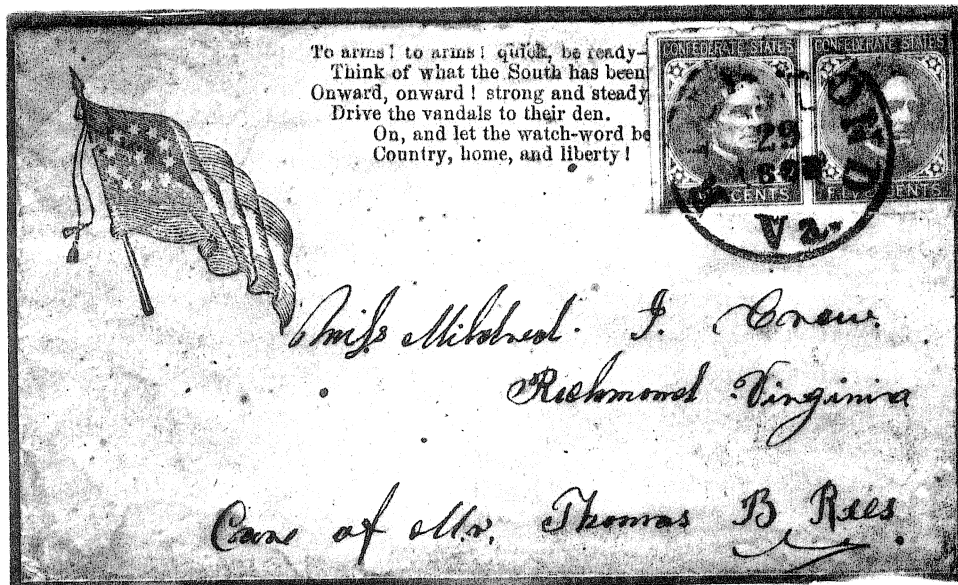 To arms! to arms! quick, be ready—
Think of what the South has been
Onward, onward! strong and steady
Drive the vandals to their den.
On, and let the watch-word be
Country, home, and liberty!
CONFEDERATE STATES
CONFEDERATE STATES
CENTS
CENTS
29
Va.
Miss Mildred. J. Crew.
Richmond Virginia
Care of Mr. Thomas B Rees.